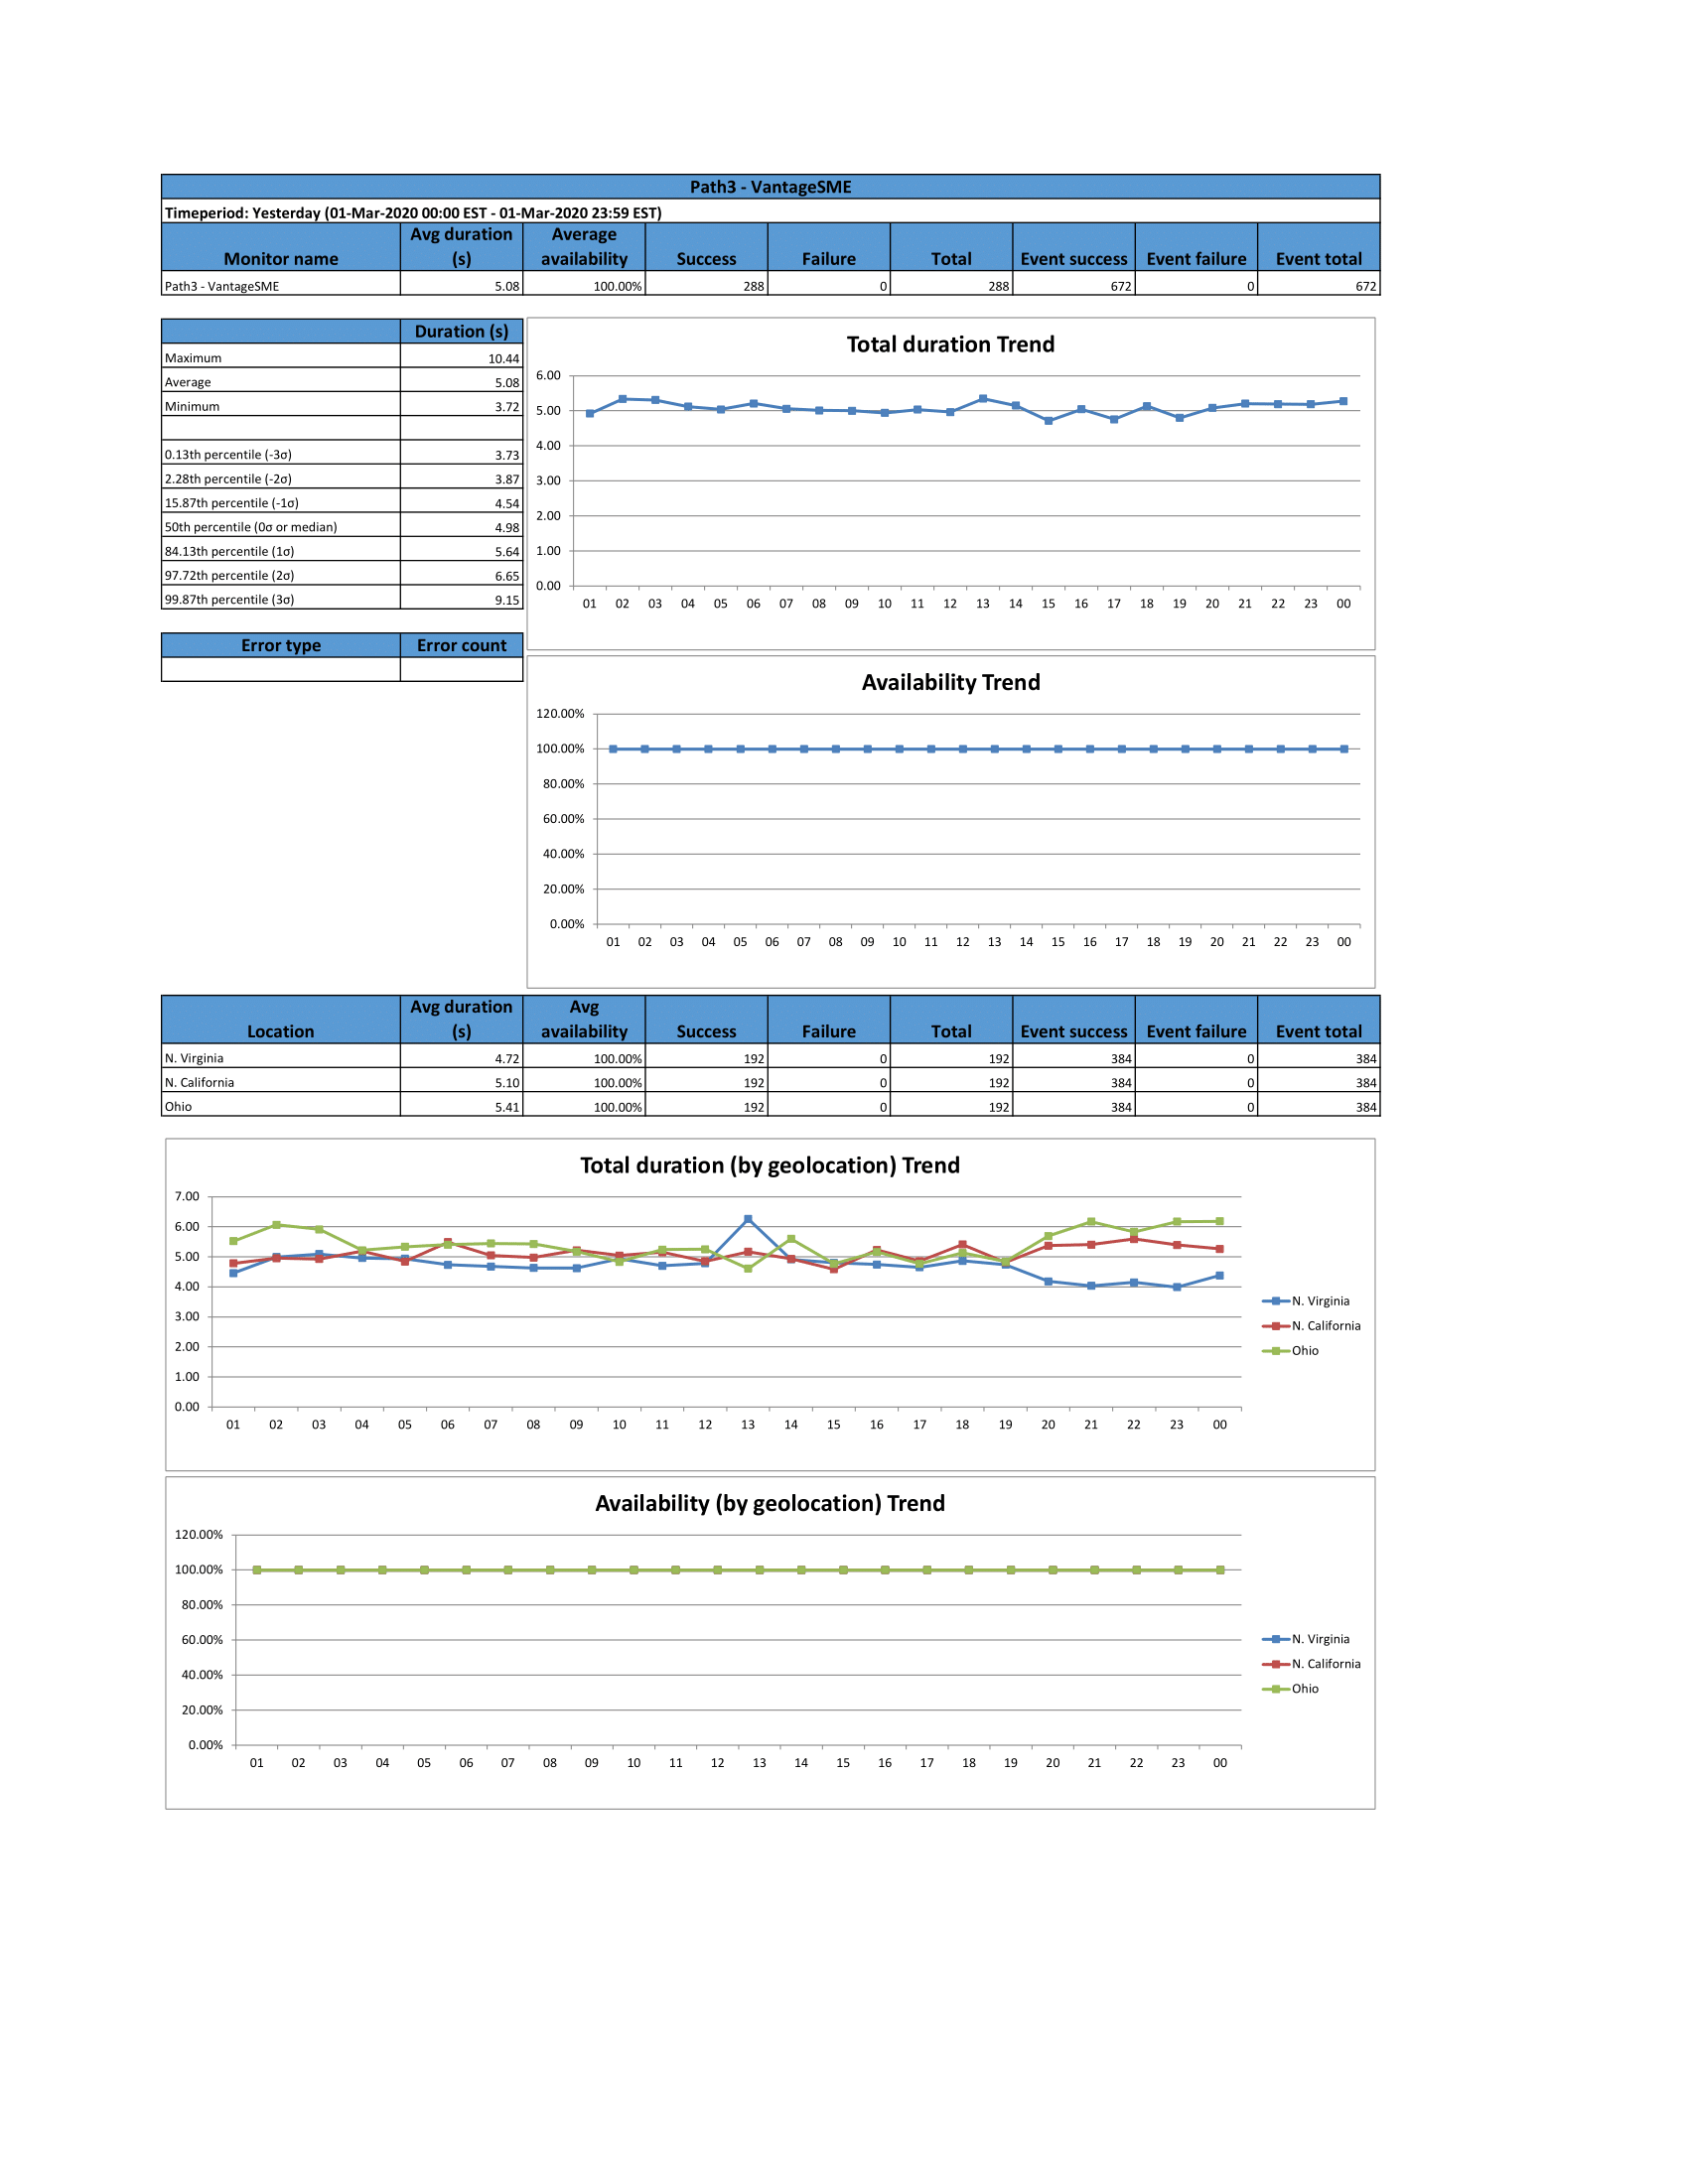 Path3 - VantageSME
Timeperiod: Yesterday (01-Mar-2020 00:00 EST - 01-Mar-2020 23:59 EST)
Monitor name Avg duration (s) Average availability Success Failure Total Event success Event failure Event total
Path3 - VantageSME 5.08 100.00% 288 0 288 672 0 672
Duration (s)
Maximum 10.44
Average 5.08
Minimum 3.72
0.13th percentile (-3σ) 3.73
2.28th percentile (-2σ) 3.87
15.87th percentile (-1σ) 4.54
50th percentile (0σ or median) 4.98
84.13th percentile (1σ) 5.64
97.72th percentile (2σ) 6.65
99.87th percentile (3σ) 9.15
Error type Error count
Total duration Trend
6.00
5.00
4.00
3.00
2.00
1.00
0.00
01 02 03 04 05 06 07 08 09 10 11 12 13 14 15 16 17 18 19 20 21 22 23 00
Availability Trend
120.00%
100.00%
80.00%
60.00%
40.00%
20.00%
0.00%
01 02 03 04 05 06 07 08 09 10 11 12 13 14 15 16 17 18 19 20 21 22 23 00
Location Avg duration (s) Avg availability Success Failure Total Event success Event failure Event total
N. Virginia 4.72 100.00% 192 0 192 384 0 384
N. California 5.10 100.00% 192 0 192 384 0 384
Ohio 5.41 100.00% 192 0 192 384 0 384
Total duration (by geolocation) Trend
7.00
6.00
5.00
4.00
3.00
2.00
1.00
0.00
01 02 03 04 05 06 07 08 09 10 11 12 13 14 15 16 17 18 19 20 21 22 23 00
N. Virginia
N. California
Ohio
Availability (by geolocation) Trend
120.00%
100.00%
80.00%
60.00%
40.00%
20.00%
0.00%
01 02 03 04 05 06 07 08 09 10 11 12 13 14 15 16 17 18 19 20 21 22 23 00
N. Virginia
N. California
Ohio